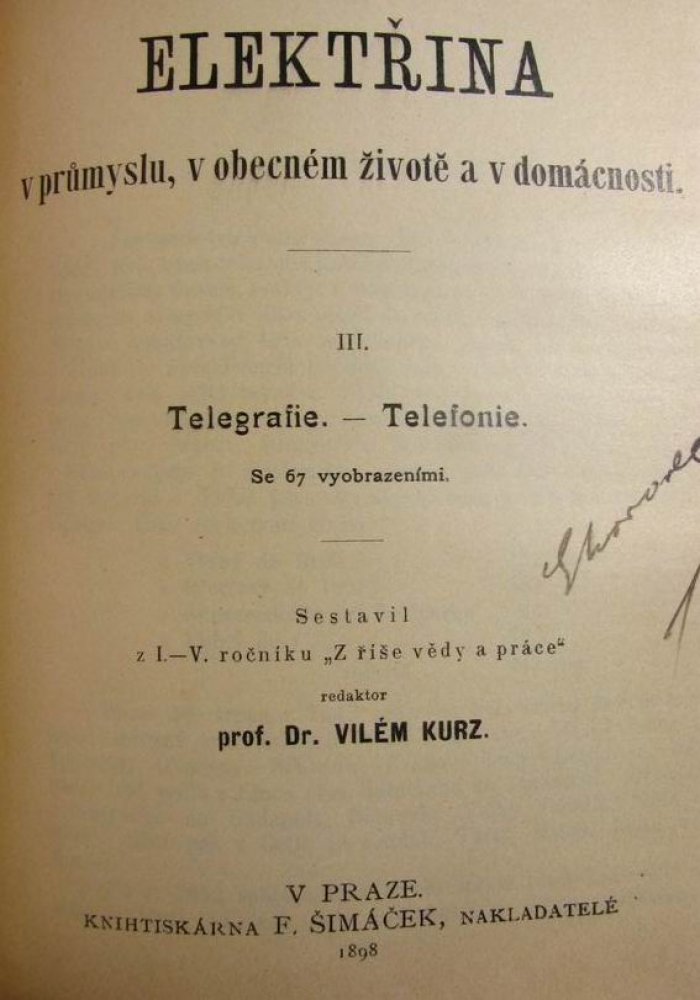 ELEKTŘINA
v průmyslu, v obecném životě a v domácnosti.
III.
Telegrafie. — Telefonie.
Se 67 vyobrazeními.
Sestavil
z I.—V. ročníku „Z říše vědy a práce“
redaktor
prof. Dr. VILÉM KURZ.
V PRAZE.
KNIHTISKÁRNA F. ŠIMÁČEK, NAKLADATELÉ
1898